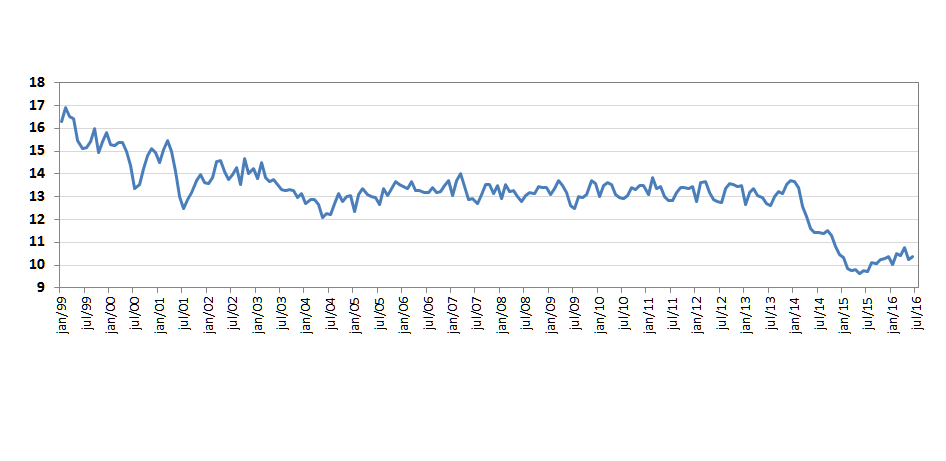 18
17
16
15
14
13
12
11
10
9
jan/99
jul/99
jan/00
jul/00
jan/01
jul/01
jan/02
jul/02
jan/03
jul/03
jan/04
jul/04
jan/05
jul/05
jan/06
jul/06
jan/07
jul/07
jan/08
jul/08
jan/09
jul/09
jan/10
jul/10
jan/11
jul/11
jan/12
jul/12
jan/13
jul/13
jan/14
jul/14
jan/15
jul/15
jan/16
jul/16